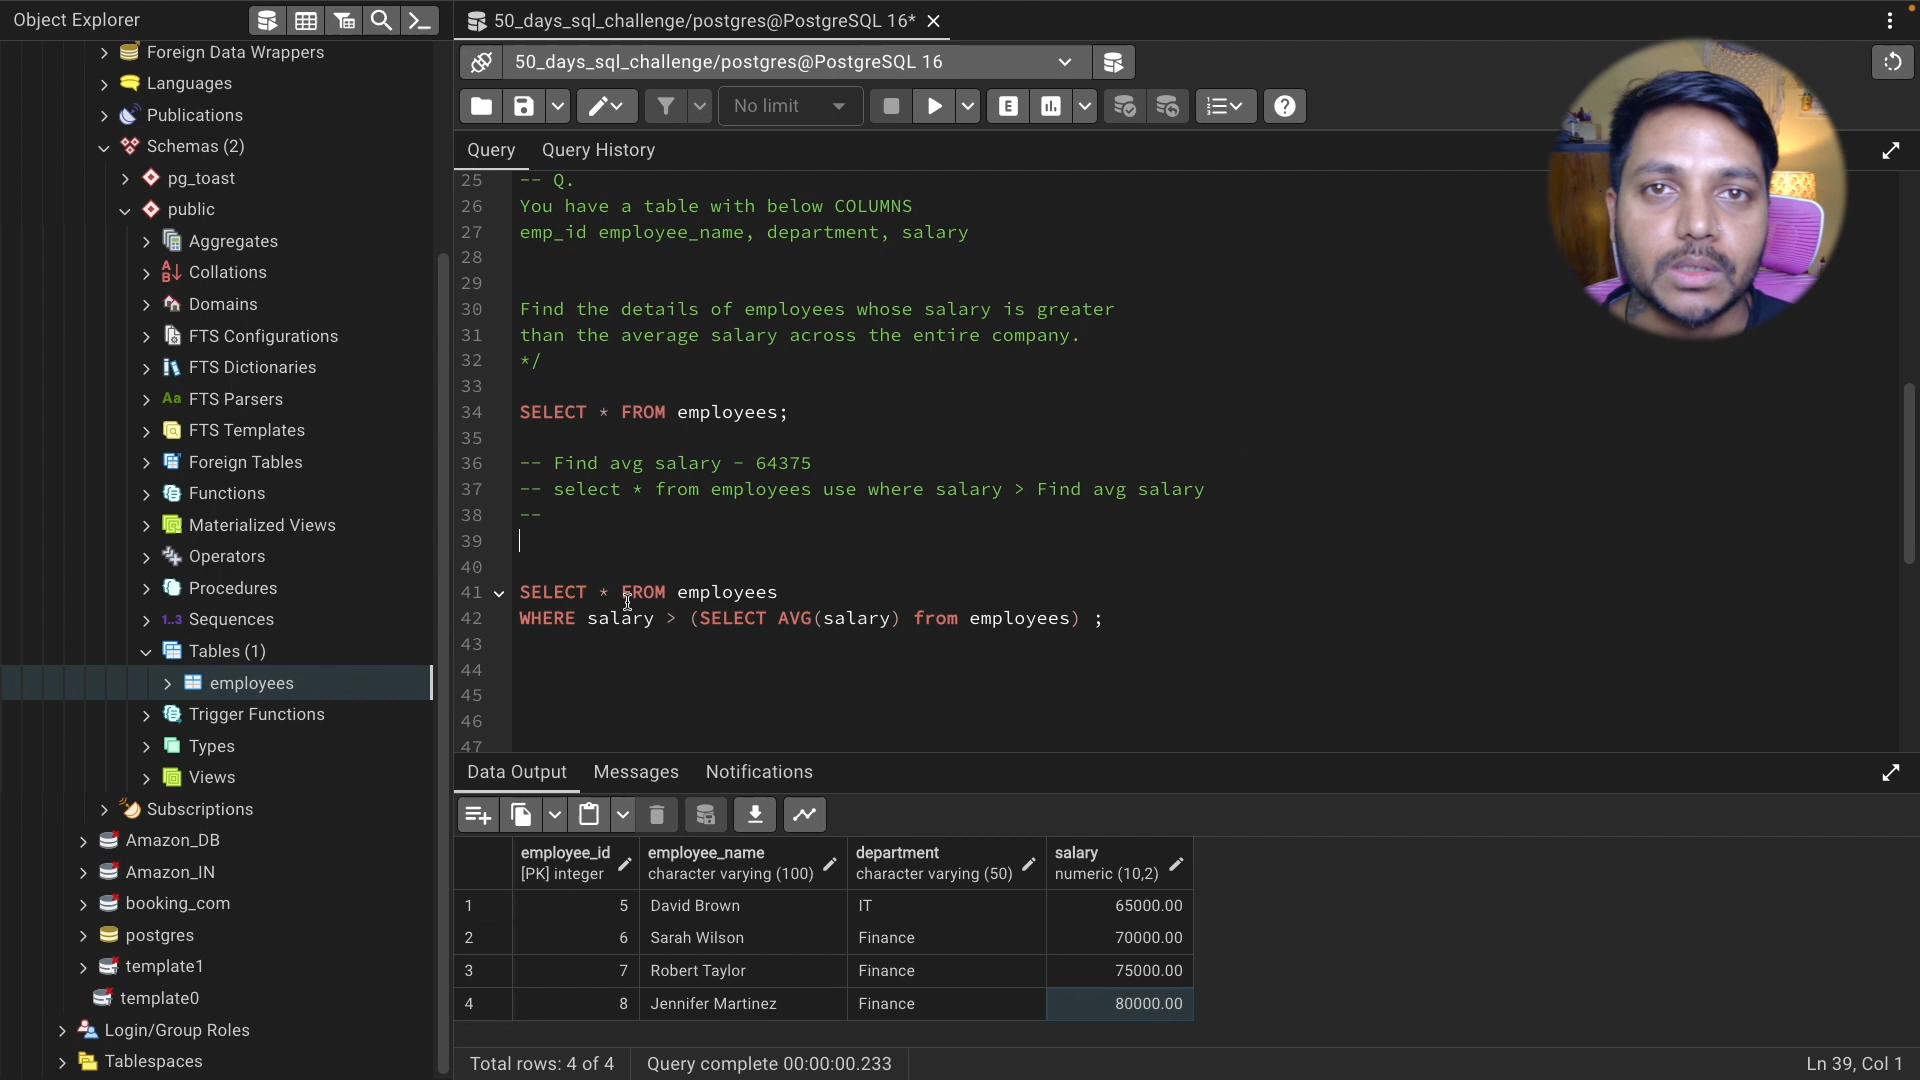 Object Explorer
50_days_sql_challenge/postgres@PostgreSQL 16*
50_days_sql_challenge/postgres@PostgreSQL 16
No limit
E
Query
Query History
Foreign Data Wrappers
Languages
Publications
Schemas (2)
pg_toast
public
Aggregates
Collations
Domains
FTS Configurations
FTS Dictionaries
Aa FTS Parsers
FTS Templates
Foreign Tables
Functions
Materialized Views
Operators
Procedures
1..3 Sequences
Tables (1)
employees
Trigger Functions
Types
Views
Subscriptions
Amazon_DB
Amazon_IN
booking_com
postgres
template1
template0
Login/Group Roles
Tablespaces
25 -- Q.
26 You have a table with below COLUMNS
27 emp_id employee_name, department, salary
28
29
30 Find the details of employees whose salary is greater
31 than the average salary across the entire company.
32 */
33
34 SELECT * FROM employees;
35
36 -- Find avg salary - 64375
37 -- select * from employees use where salary > Find avg salary
38 --
39
40
41 SELECT * FROM employees
42 WHERE salary > (SELECT AVG(salary) from employees) ;
43
44
45
46
47
Data Output
Messages
Notifications
employee_id [PK] integer
employee_name character varying (100)
department character varying (50)
salary numeric (10,2)
1 5 David Brown IT 65000.00
2 6 Sarah Wilson Finance 70000.00
3 7 Robert Taylor Finance 75000.00
4 8 Jennifer Martinez Finance 80000.00
Total rows: 4 of 4
Query complete 00:00:00.233
Ln 39, Col 1